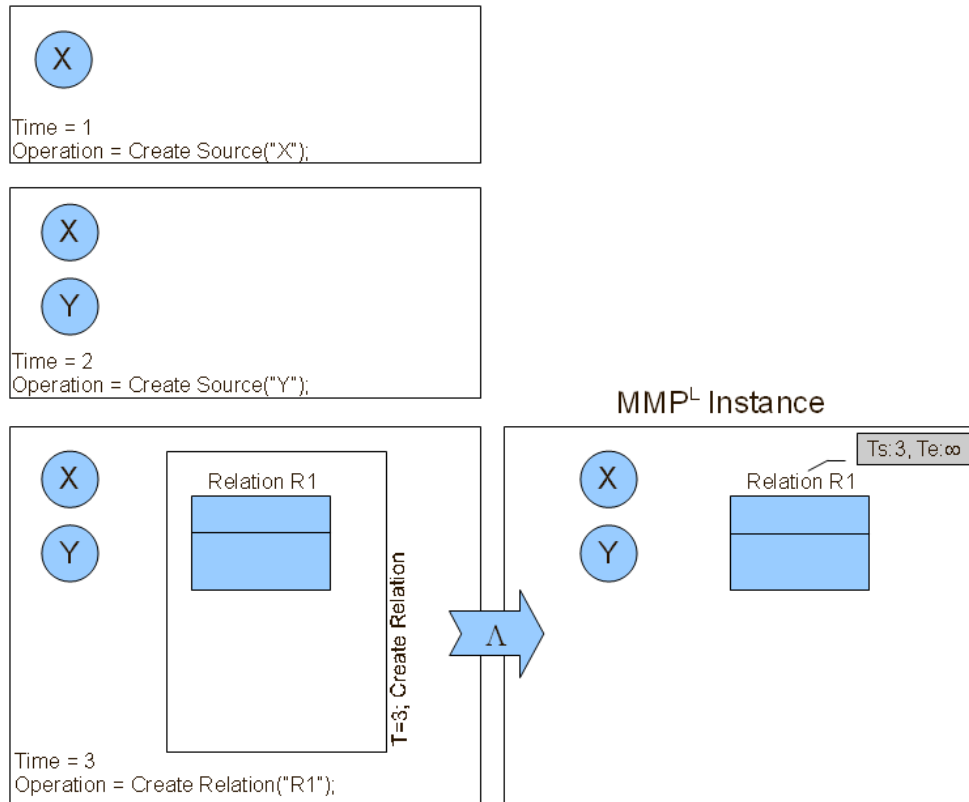 X
Time = 1
Operation = Create Source("X");
X
Y
Time = 2
Operation = Create Source("Y");
MMP^L Instance
X
Y
Relation R1
T=3; Create Relation
Time = 3
Operation = Create Relation("R1");
Λ
Ts:3, Te:∞
X
Y
Relation R1